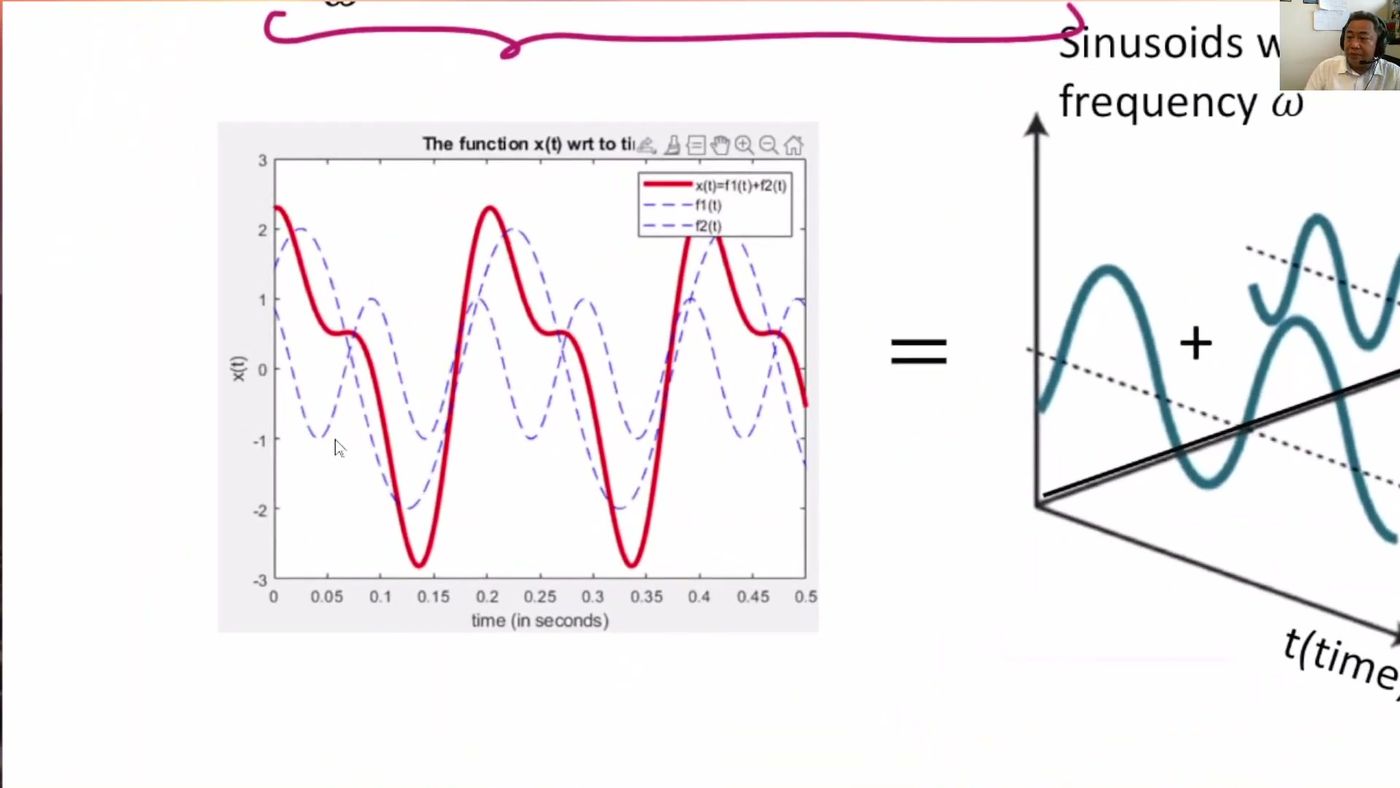 ω
Sinusoids w
frequency ω
The function x(t) wrt to ti
3
2
1
0
-1
-2
-3
x(t)
x(t)=f1(t)+f2(t)
f1(t)
f2(t)
0 0.05 0.1 0.15 0.2 0.25 0.3 0.35 0.4 0.45 0.5
time (in seconds)
=
+
t(time)